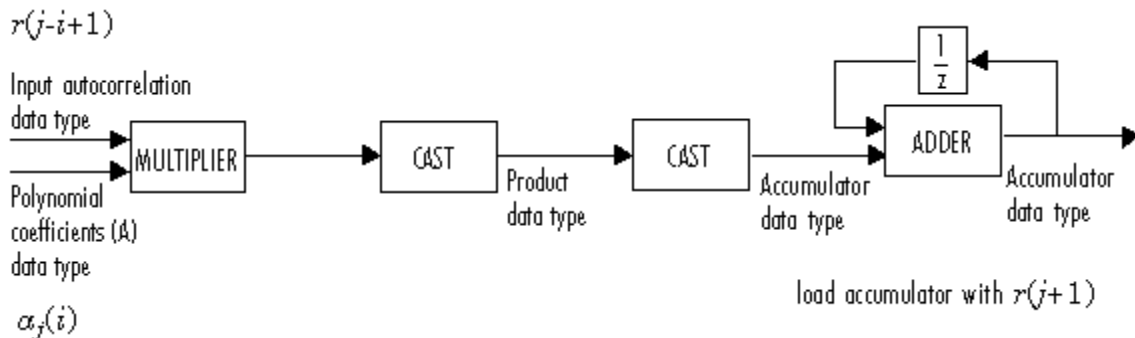 r(j-i+1)
Input autocorrelation
data type
MULTIPLIER
CAST
Product
data type
CAST
Accumulator
data type
1
z
ADDER
Accumulator
data type
Polynomial
coefficients (A)
data type
load accumulator with r(j+1)
αj(i)